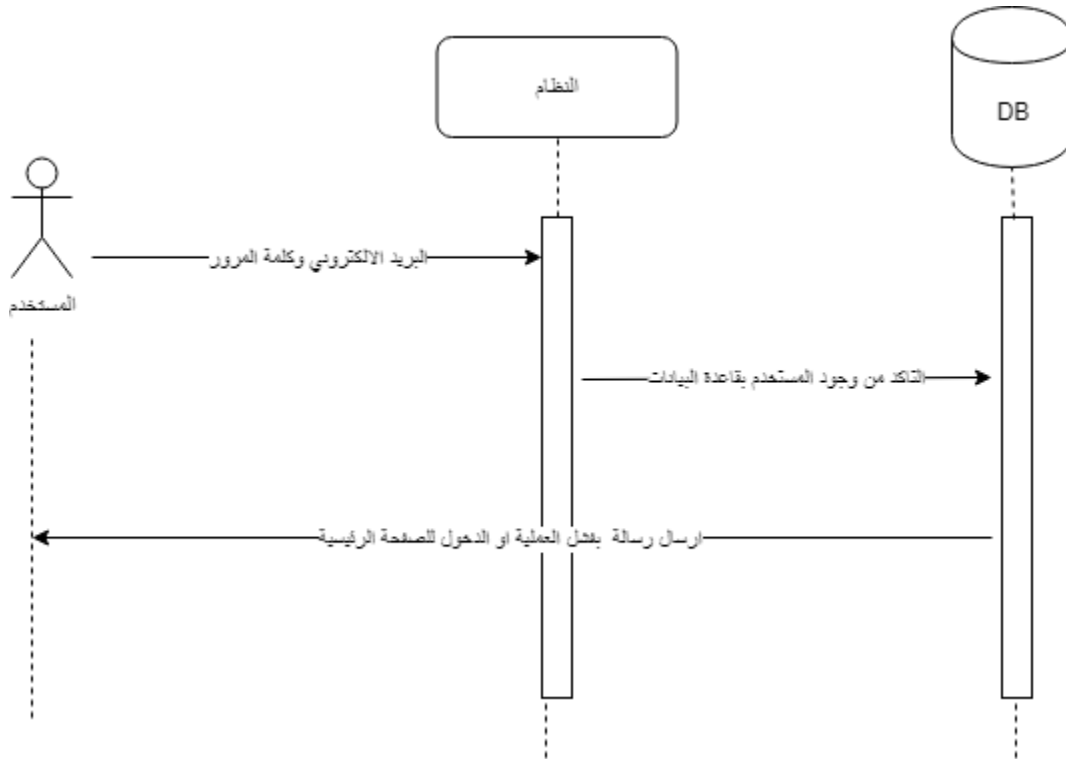 النظام
DB
المستخدم
البريد الالكتروني وكلمة المرور
التاكد من وجود المستخدم بقاعدة البيانات
ارسال رسالة بفشل العملية او الدخول للصفحة الرئيسية